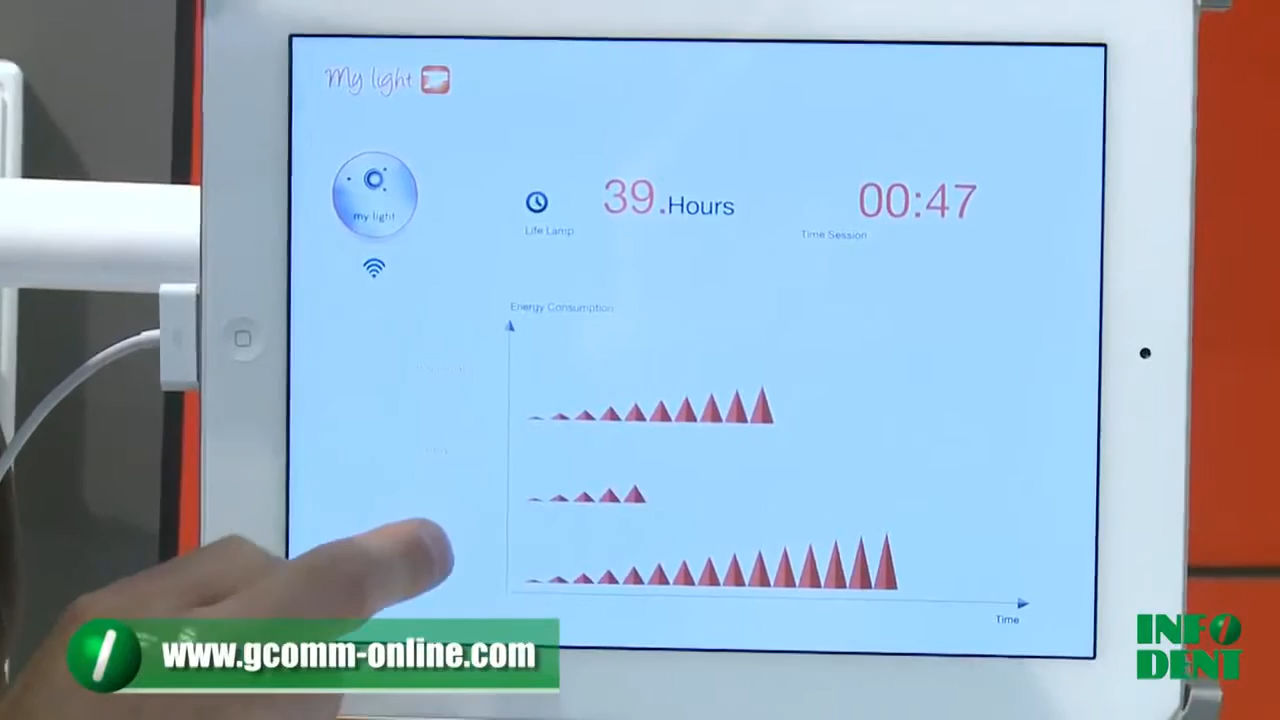 My light
my light
39.Hours
Life Lamp
00:47
Time Session
Energy Consumption
Time
www.gcomm-online.com
INFO
DENT